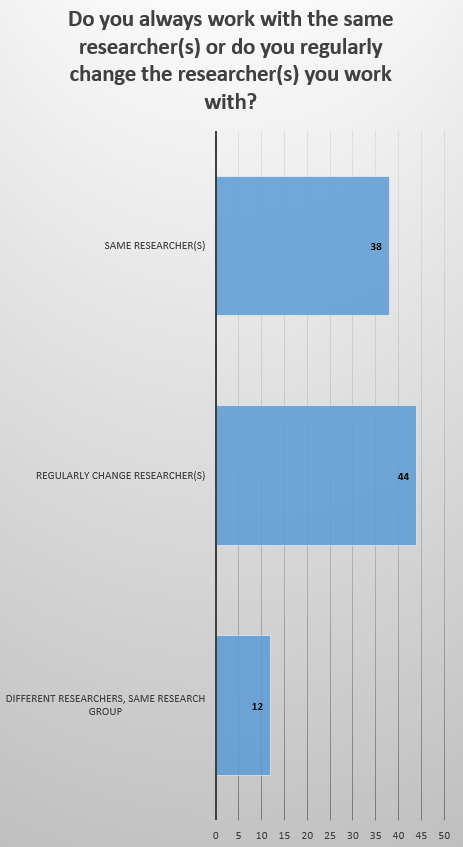 Do you always work with the same
researcher(s) or do you regularly
change the researcher(s) you work
with?
SAME RESEARCHER(S)
38
REGULARLY CHANGE RESEARCHER(S)
44
DIFFERENT RESEARCHERS, SAME RESEARCH
GROUP
12
0 5 10 15 20 25 30 35 40 45 50